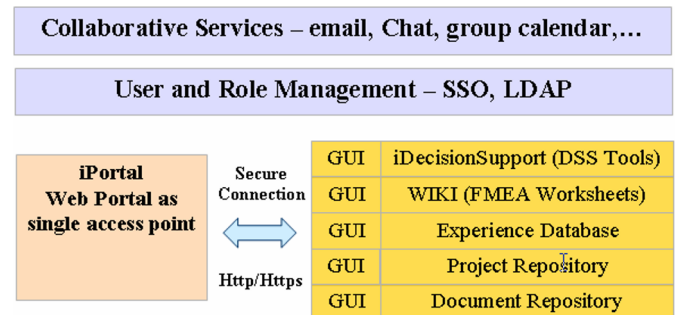 Collaborative Services – email, Chat, group calendar,…
User and Role Management – SSO, LDAP
iPortal
Web Portal as
single access point
Secure
Connection
Http/Https
GUI iDecisionSupport (DSS Tools)
GUI WIKI (FMEA Worksheets)
GUI Experience Database
GUI Project Repository
GUI Document Repository